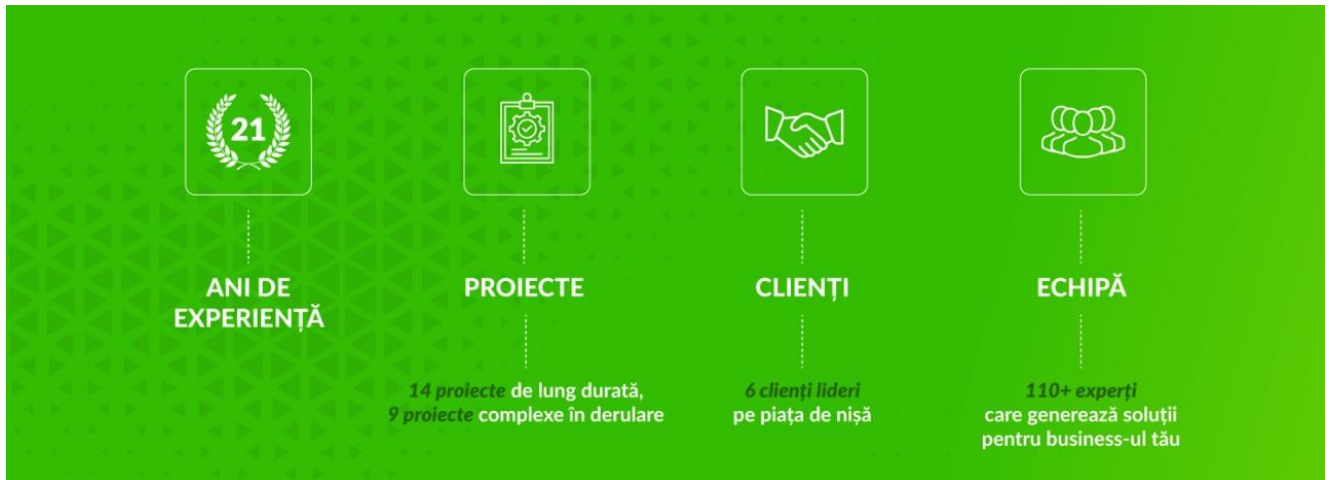 21
ANI DE
EXPERIENȚĂ
PROIECTE
14 proiecte de lung durată,
9 proiecte complexe în derulare
CLIENȚI
6 clienți lideri
pe piața de nișă
ECHIPĂ
110+ experți
care generează soluții
pentru business-ul tău